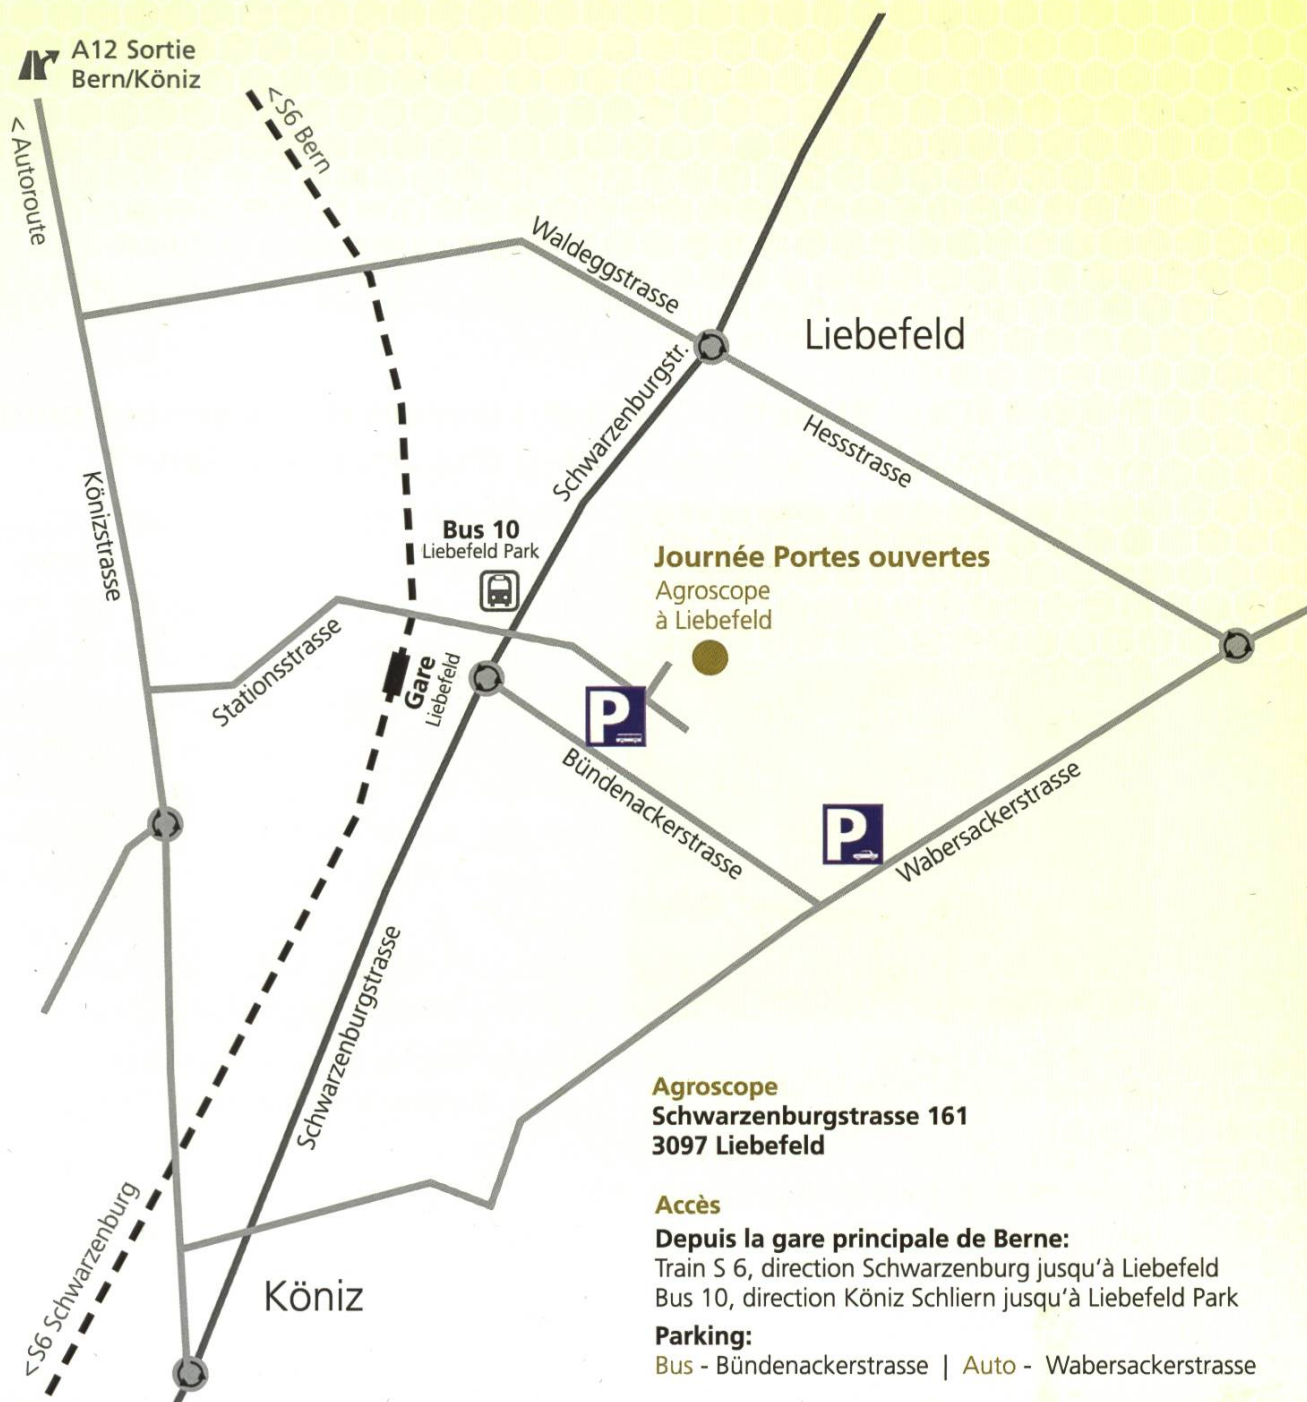 A12 Sortie
Bern/Köniz
< Autoroute
< S6 Bern
Waldeggstrasse
Liebefeld
Schwarzenburgstr.
Hessstrasse
Könizstrasse
Bus 10
Liebefeld Park
Journée Portes ouvertes
Agroscope
à Liebefeld
Stationsstrasse
Gare
Liebefeld
P
Bündenackerstrasse
P
Wabersackerstrasse
Schwarzenburgstrasse
< S6 Schwarzenburg
Köniz
Agroscope
Schwarzenburgstrasse 161
3097 Liebefeld
Accès
Depuis la gare principale de Berne:
Train S 6, direction Schwarzenburg jusqu'à Liebefeld
Bus 10, direction Köniz Schliern jusqu'à Liebefeld Park
Parking:
Bus - Bündenackerstrasse | Auto - Wabersackerstrasse